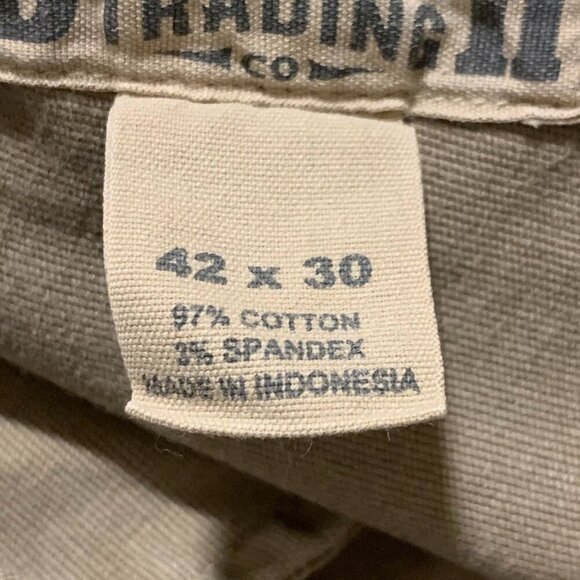 TRADING
CO
42 x 30
97% COTTON
3% SPANDEX
MADE IN INDONESIA